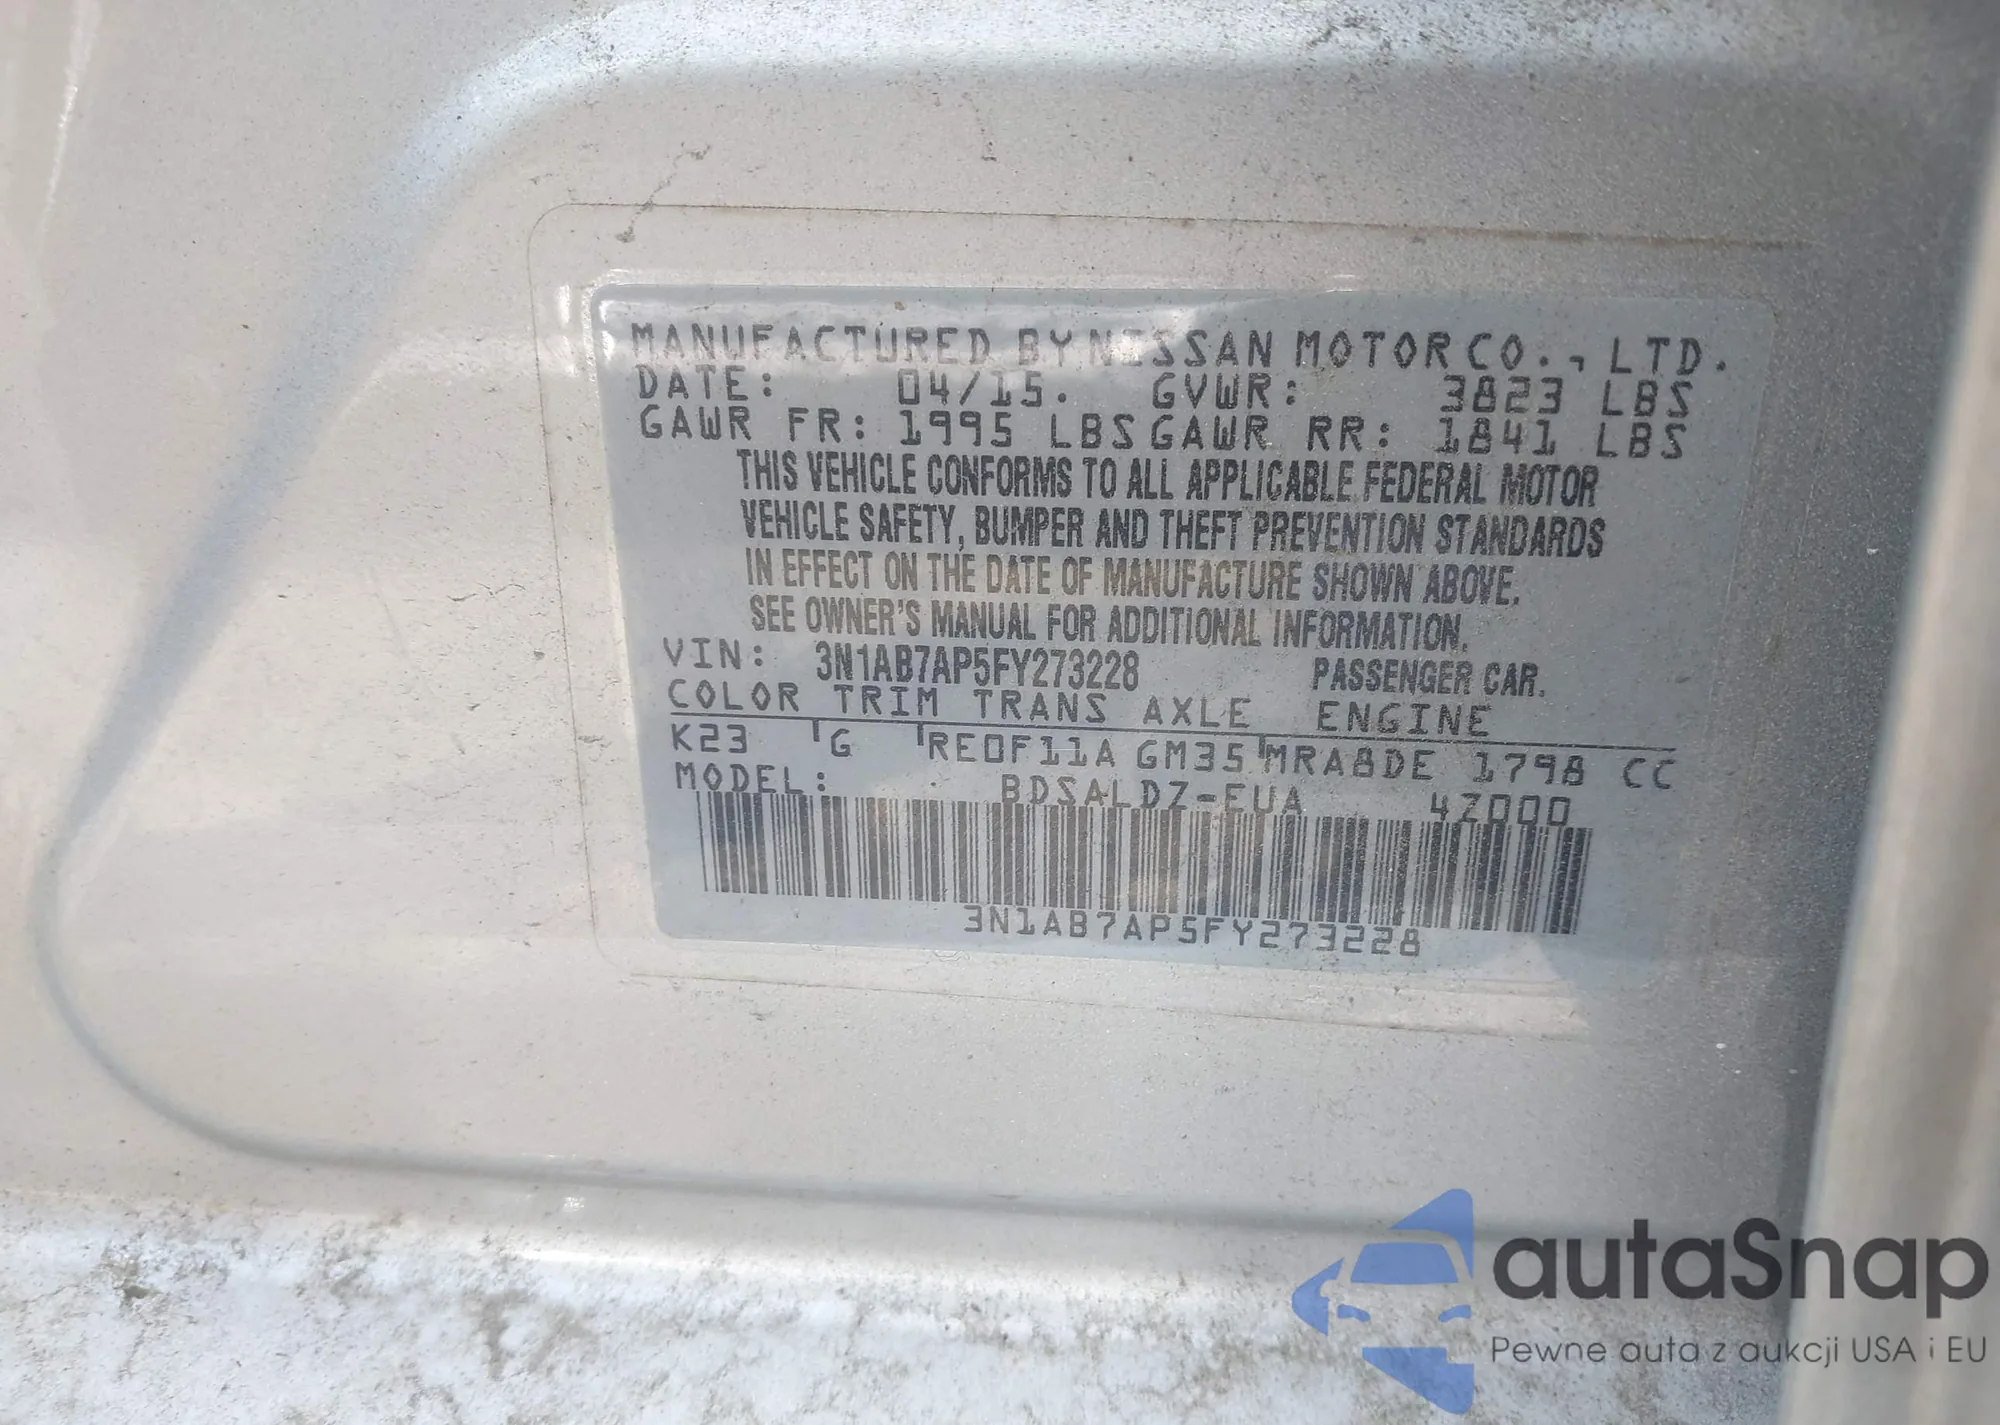 MANUFACTURED BY NISSAN MOTOR CO., LTD.
DATE: 04/15. GVWR: 3823 LBS
GAWR FR: 1995 LBS GAWR RR: 1841 LBS
THIS VEHICLE CONFORMS TO ALL APPLICABLE FEDERAL MOTOR
VEHICLE SAFETY, BUMPER AND THEFT PREVENTION STANDARDS
IN EFFECT ON THE DATE OF MANUFACTURE SHOWN ABOVE.
SEE OWNER'S MANUAL FOR ADDITIONAL INFORMATION.
VIN: 3N1AB7AP5FY273228 PASSENGER CAR.
COLOR TRIM TRANS AXLE ENGINE
K23 G RE0F11A GM35 MRA8DE 1798 CC
MODEL: BDSALDZ-EUA 4Z000
3N1AB7AP5FY273228
autaSnap
Pewne auta z aukcji USA i EU